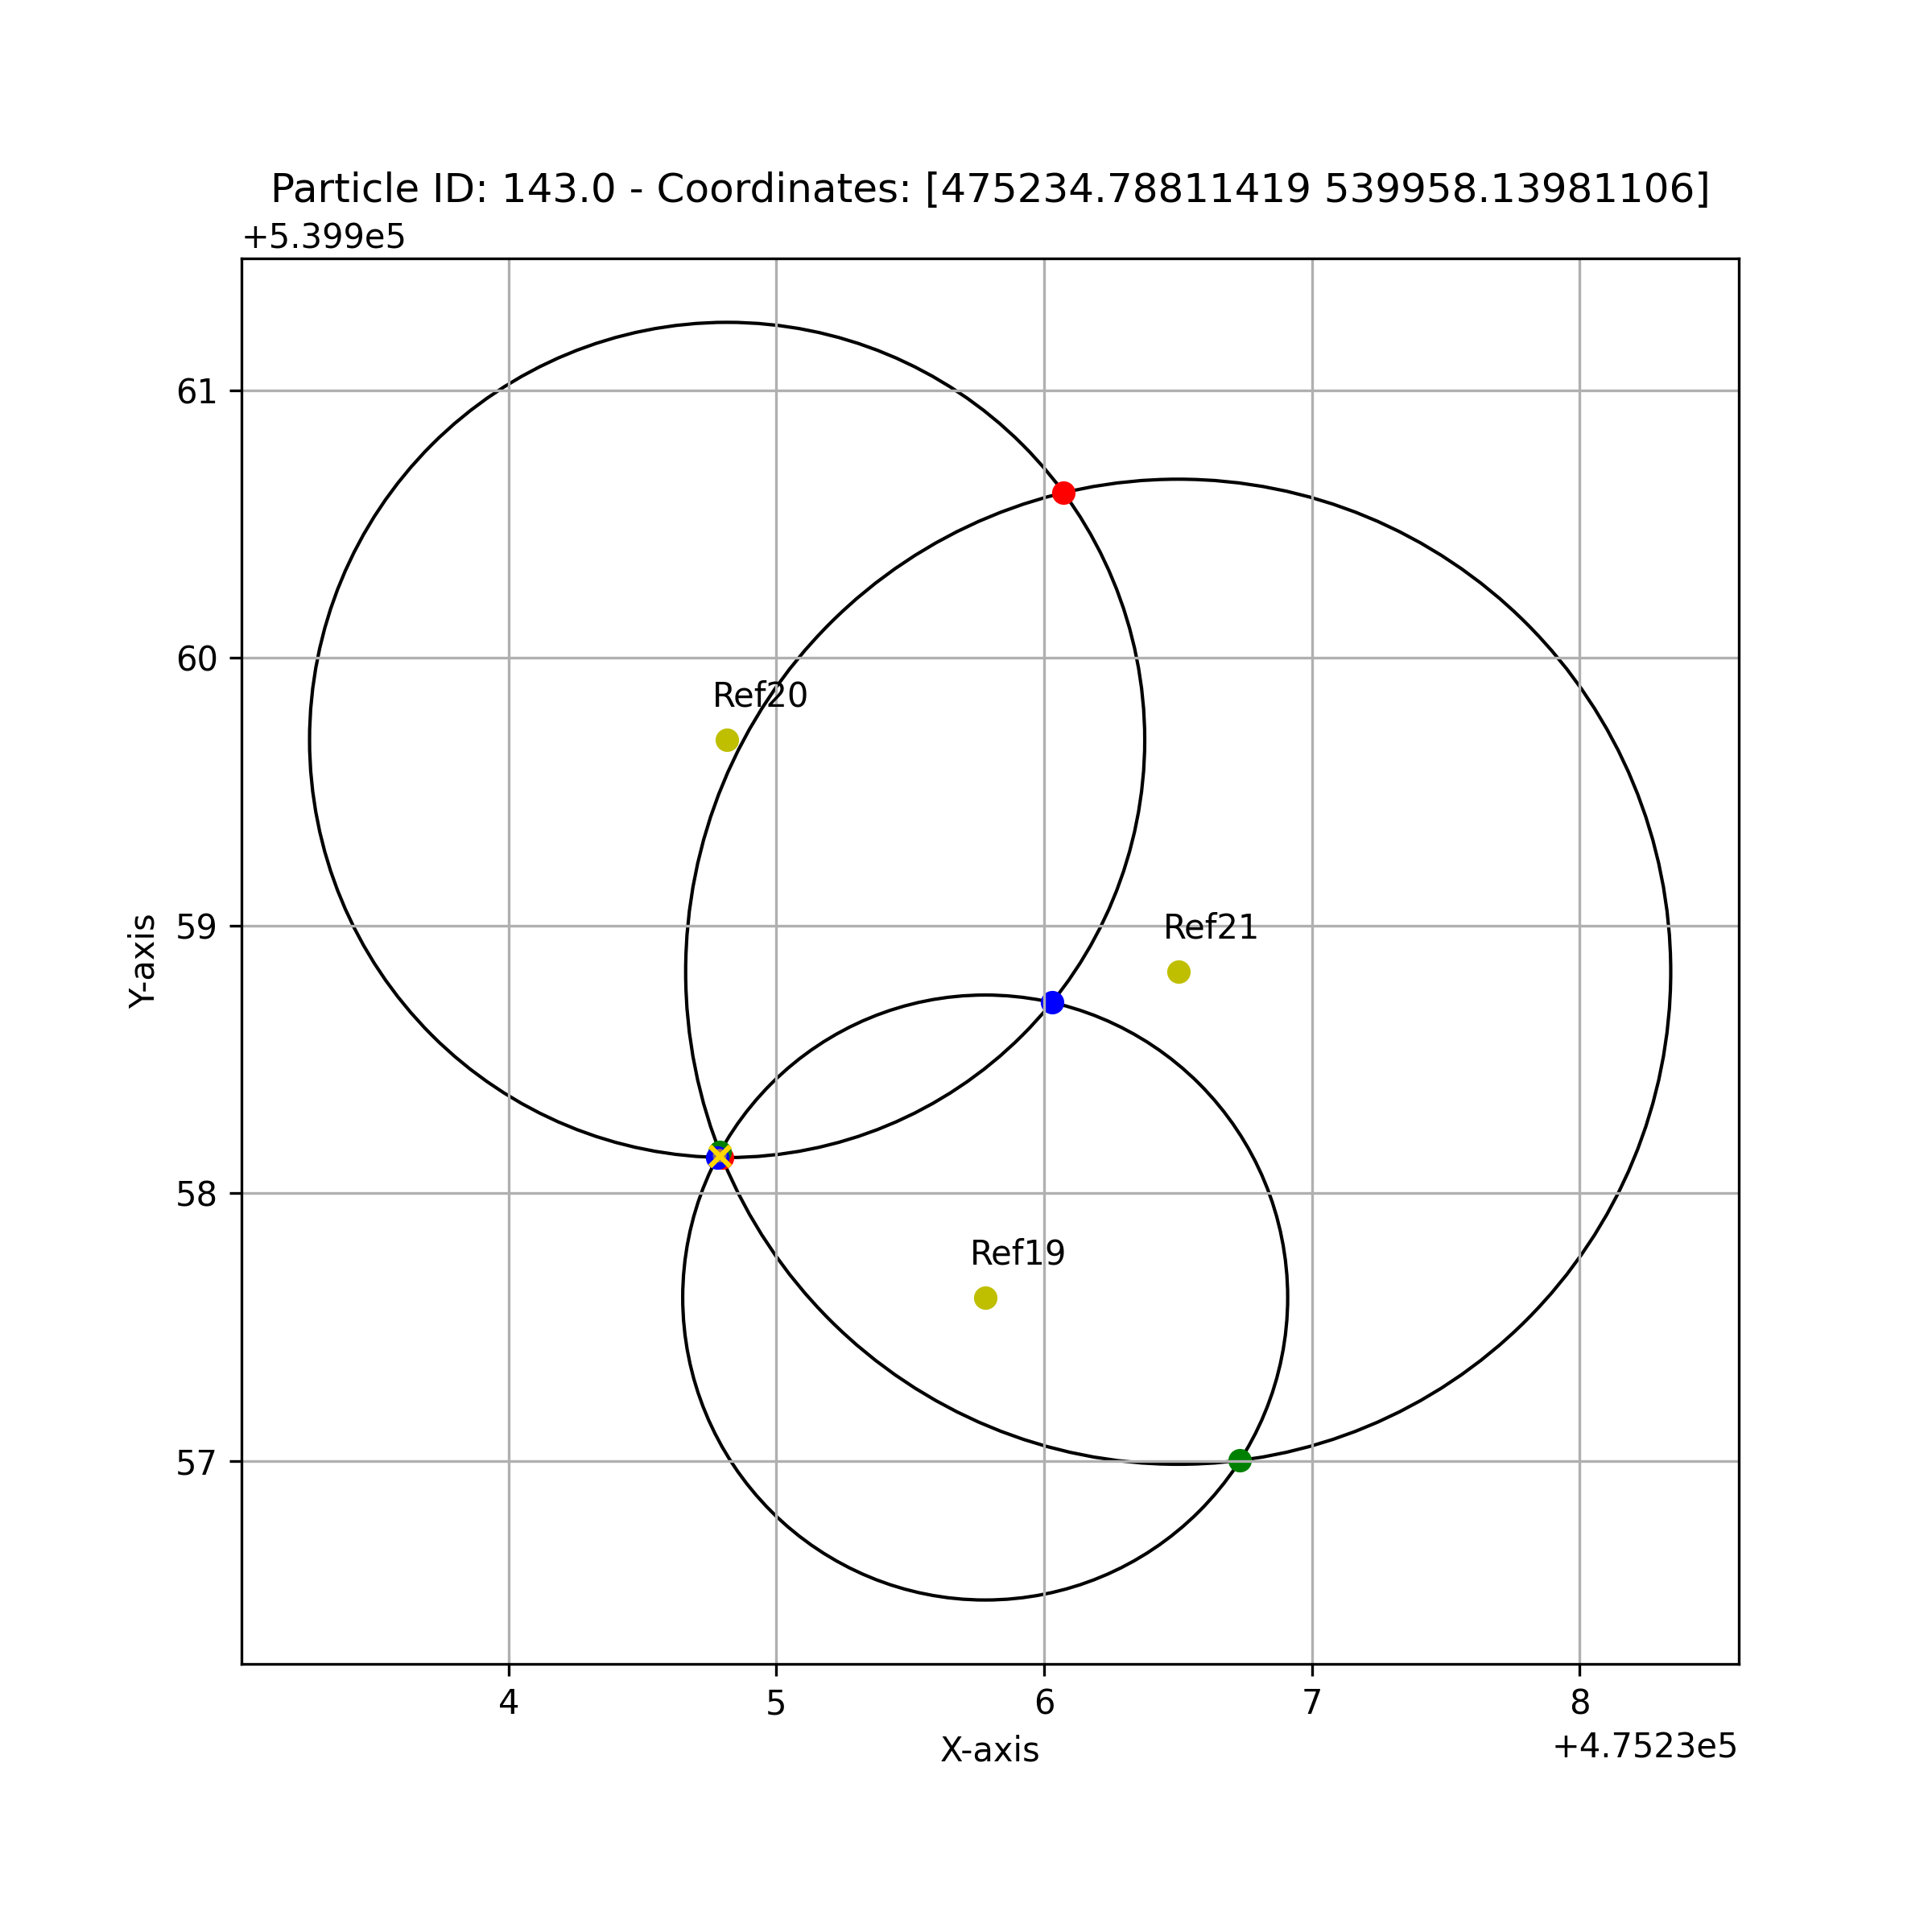 Particle ID: 143.0 - Coordinates: [475234.78811419 539958.13981106]
+5.399e5
61
60
Ref20
59
Ref21
Y-axis
58
Ref19
57
4 5 6 7 8
X-axis
+4.7523e5